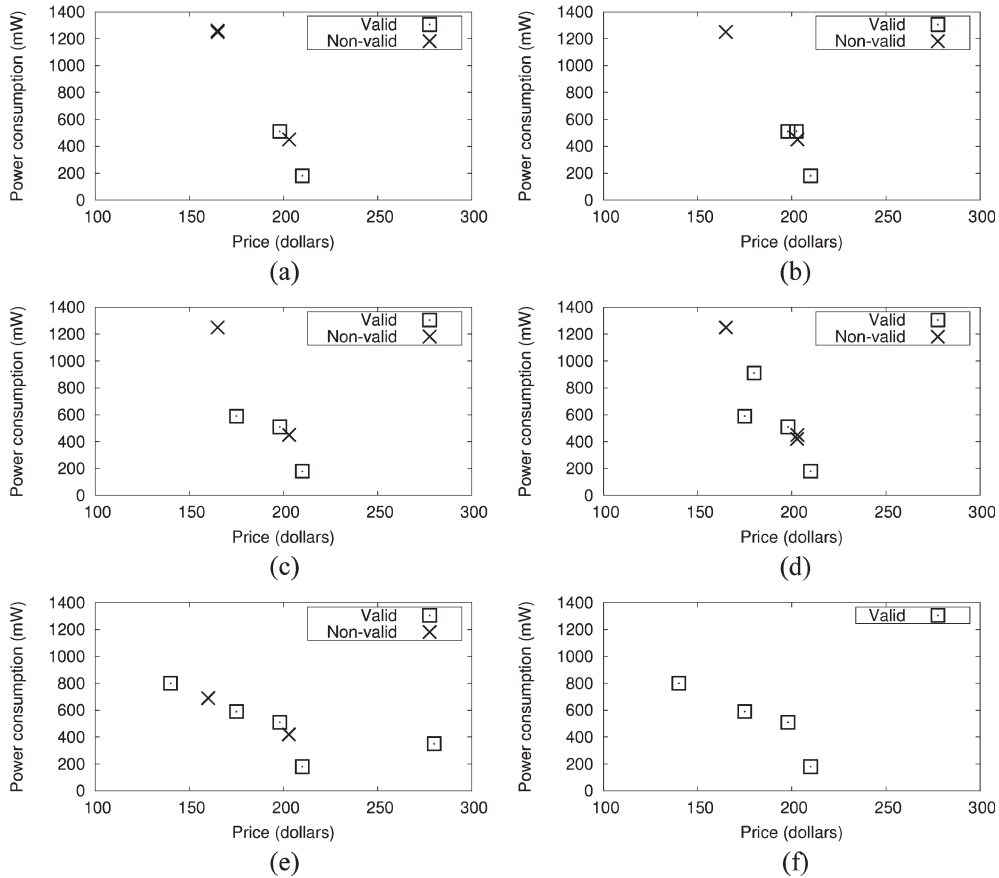 Power consumption (mW)
1400
1200
1000
800
600
400
200
0
Valid
Non-valid
100
150
200
250
300
Price (dollars)
(a)
Power consumption (mW)
1400
1200
1000
800
600
400
200
0
Valid
Non-valid
100
150
200
250
300
Price (dollars)
(b)
Power consumption (mW)
1400
1200
1000
800
600
400
200
0
Valid
Non-valid
100
150
200
250
300
Price (dollars)
(c)
Power consumption (mW)
1400
1200
1000
800
600
400
200
0
Valid
Non-valid
100
150
200
250
300
Price (dollars)
(d)
Power consumption (mW)
1400
1200
1000
800
600
400
200
0
Valid
Non-valid
100
150
200
250
300
Price (dollars)
(e)
Power consumption (mW)
1400
1200
1000
800
600
400
200
0
Valid
100
150
200
250
300
Price (dollars)
(f)